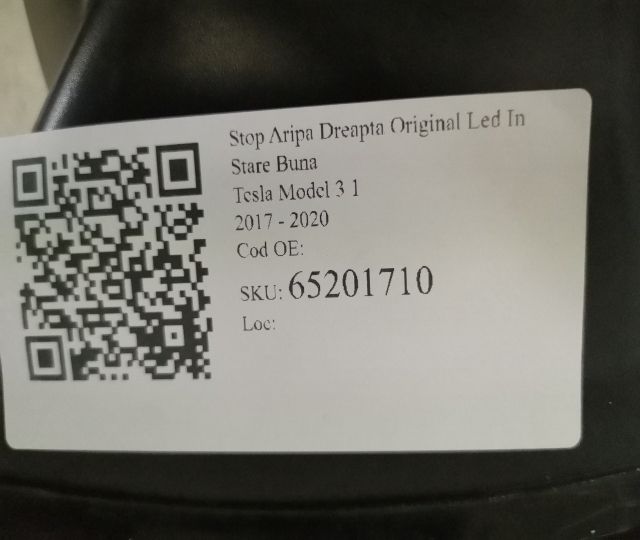 Stop Aripa Dreapta Original Led In
Stare Buna
Tesla Model 3 1
2017 - 2020
Cod OE:
SKU: 65201710
Loc: